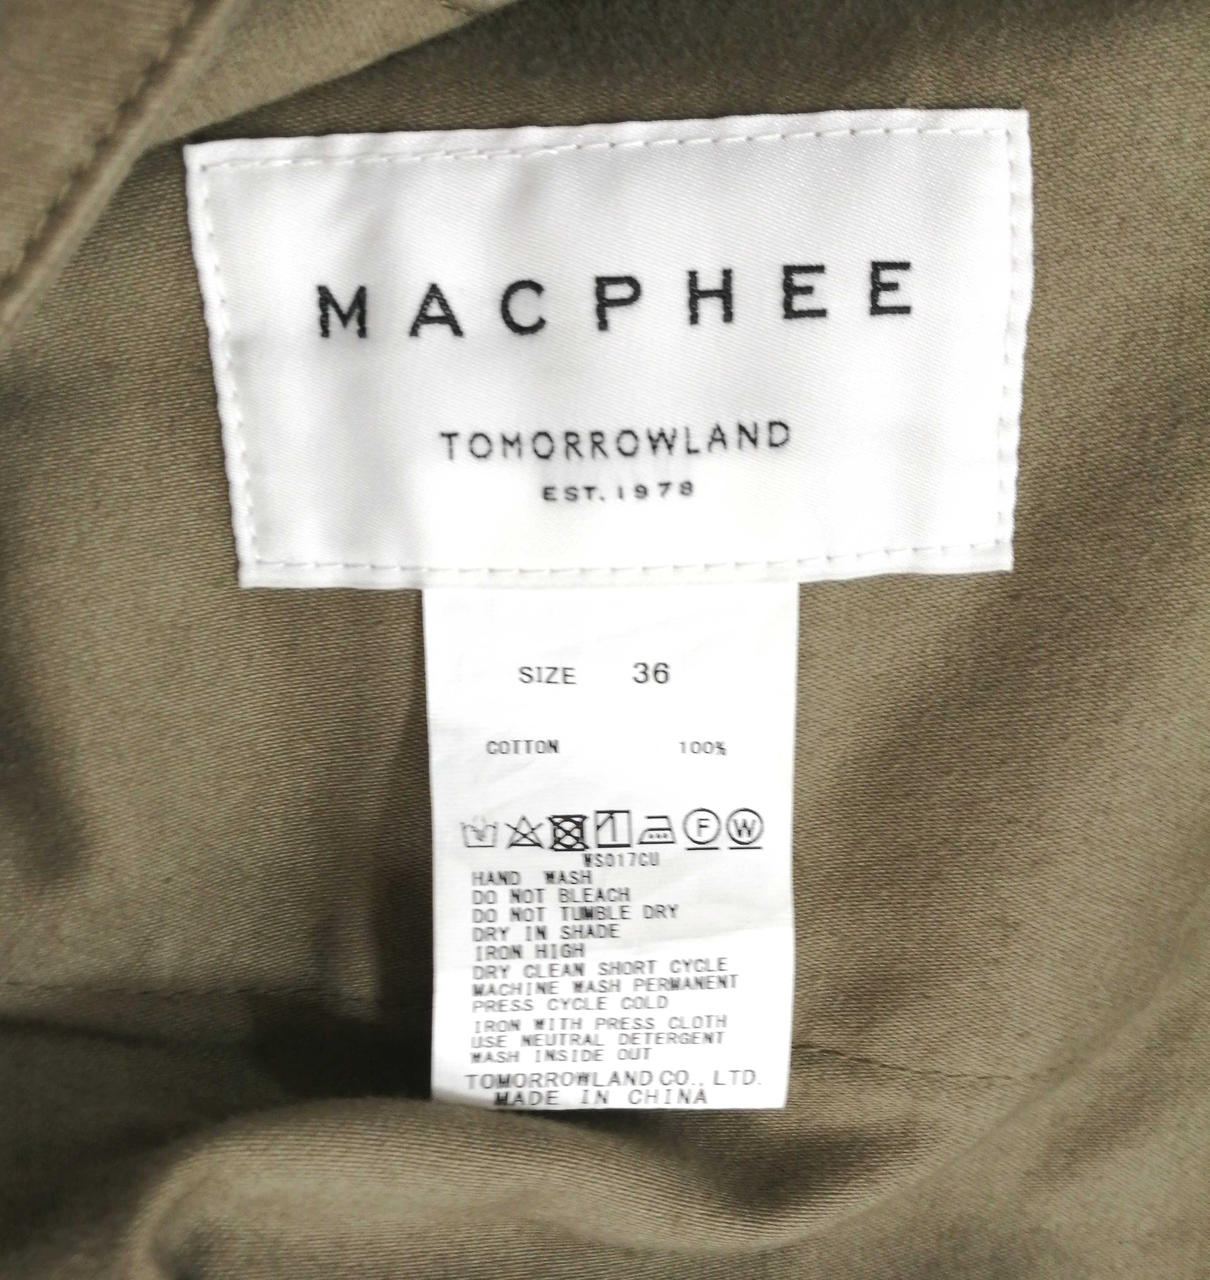 MACPHEE
TOMORROWLAND
EST. 1978
SIZE 36
COTTON 100%
F W
WS017CU
HAND WASH
DO NOT BLEACH
DO NOT TUMBLE DRY
DRY IN SHADE
IRON HIGH
DRY CLEAN SHORT CYCLE
MACHINE WASH PERMANENT
PRESS CYCLE COLD
IRON WITH PRESS CLOTH
USE NEUTRAL DETERGENT
WASH INSIDE OUT
TOMORROWLAND CO., LTD.
MADE IN CHINA